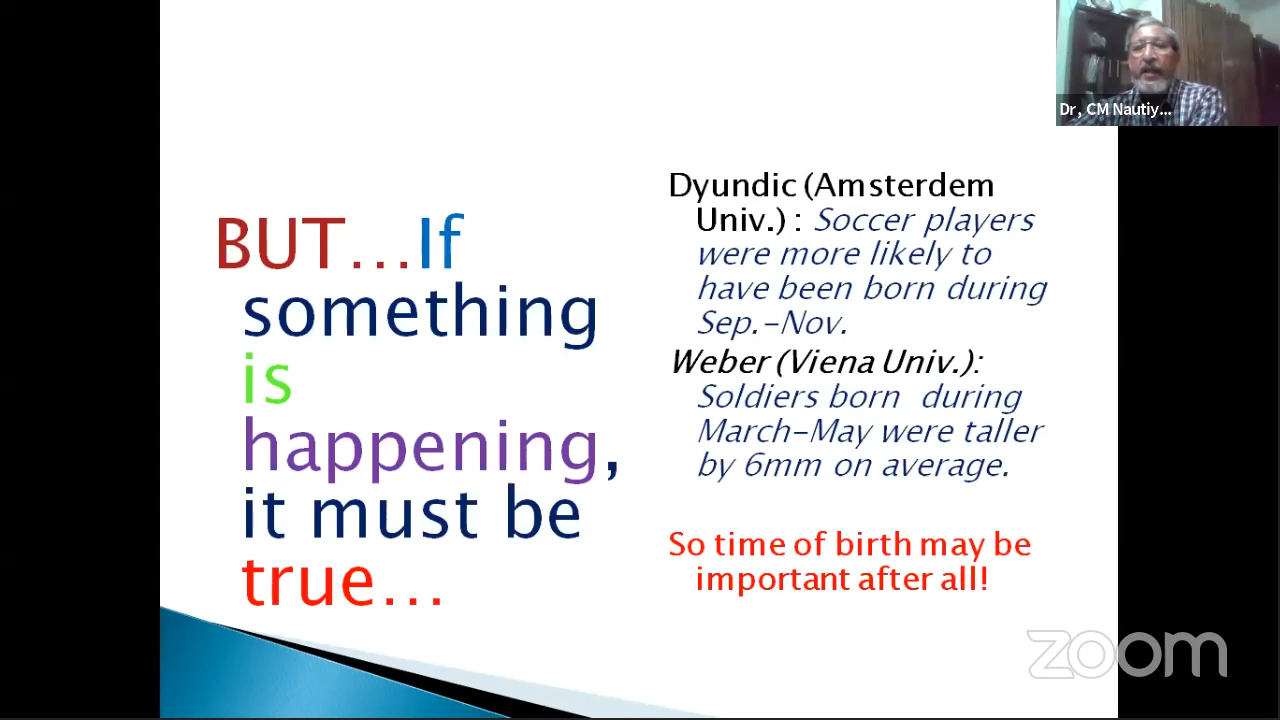 BUT...If
something
is
happening,
it must be
true...
Dyundic (Amsterdem
Univ.) : Soccer players
were more likely to
have been born during
Sep.-Nov.
Weber (Viena Univ.):
Soldiers born during
March-May were taller
by 6mm on average.
So time of birth may be
important after all!
Dr, CM Nautiy...
zoom